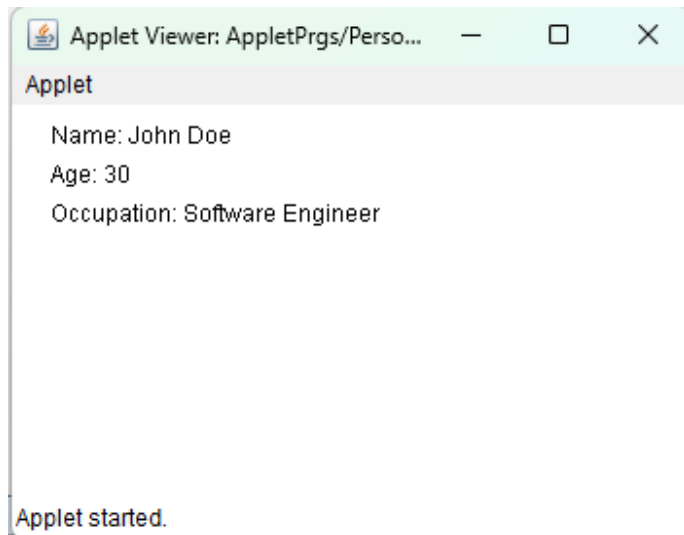 Applet Viewer: AppletPrgs/Perso...
Applet
Name: John Doe
Age: 30
Occupation: Software Engineer
Applet started.